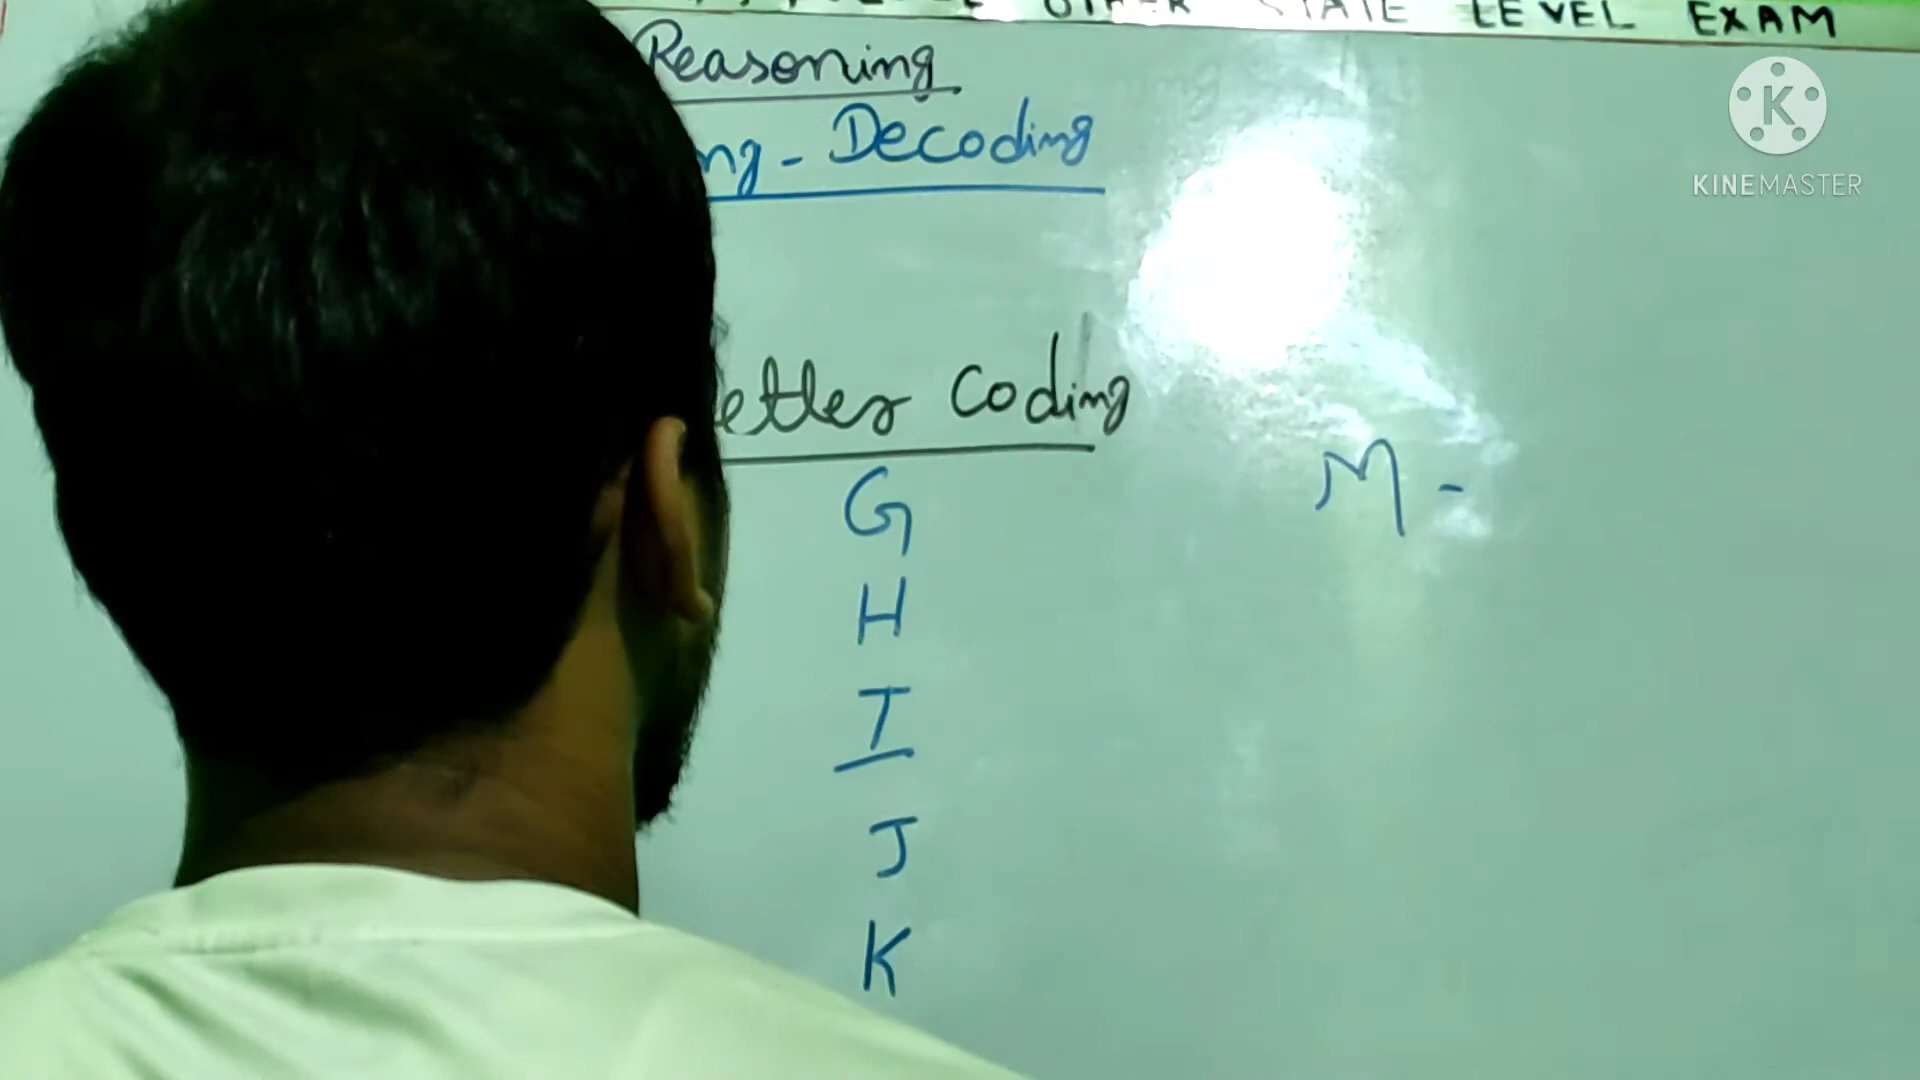 OTHER STATE LEVEL EXAM
Reasoning
ng - Decoding
etter Coding
G
M -
H
I
J
K
KINEMASTER